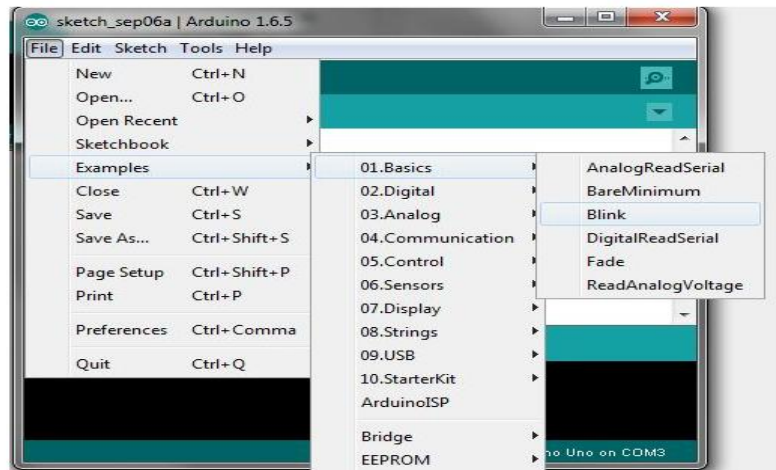 sketch_sep06a | Arduino 1.6.5
File Edit Sketch Tools Help
New Ctrl+N
Open... Ctrl+O
Open Recent
Sketchbook
Examples
Close Ctrl+W
Save Ctrl+S
Save As... Ctrl+Shift+S
Page Setup Ctrl+Shift+P
Print Ctrl+P
Preferences Ctrl+Comma
Quit Ctrl+Q
01.Basics
02.Digital
03.Analog
04.Communication
05.Control
06.Sensors
07.Display
08.Strings
09.USB
10.StarterKit
ArduinoISP
Bridge
EEPROM
AnalogReadSerial
BareMinimum
Blink
DigitalReadSerial
Fade
ReadAnalogVoltage
no Uno on COM3